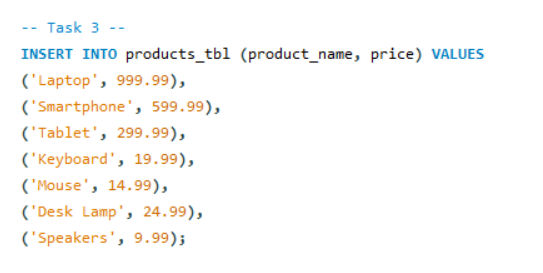 -- Task 3 --
INSERT INTO products_tbl (product_name, price) VALUES
('Laptop', 999.99),
('Smartphone', 599.99),
('Tablet', 299.99),
('Keyboard', 19.99),
('Mouse', 14.99),
('Desk Lamp', 24.99),
('Speakers', 9.99);